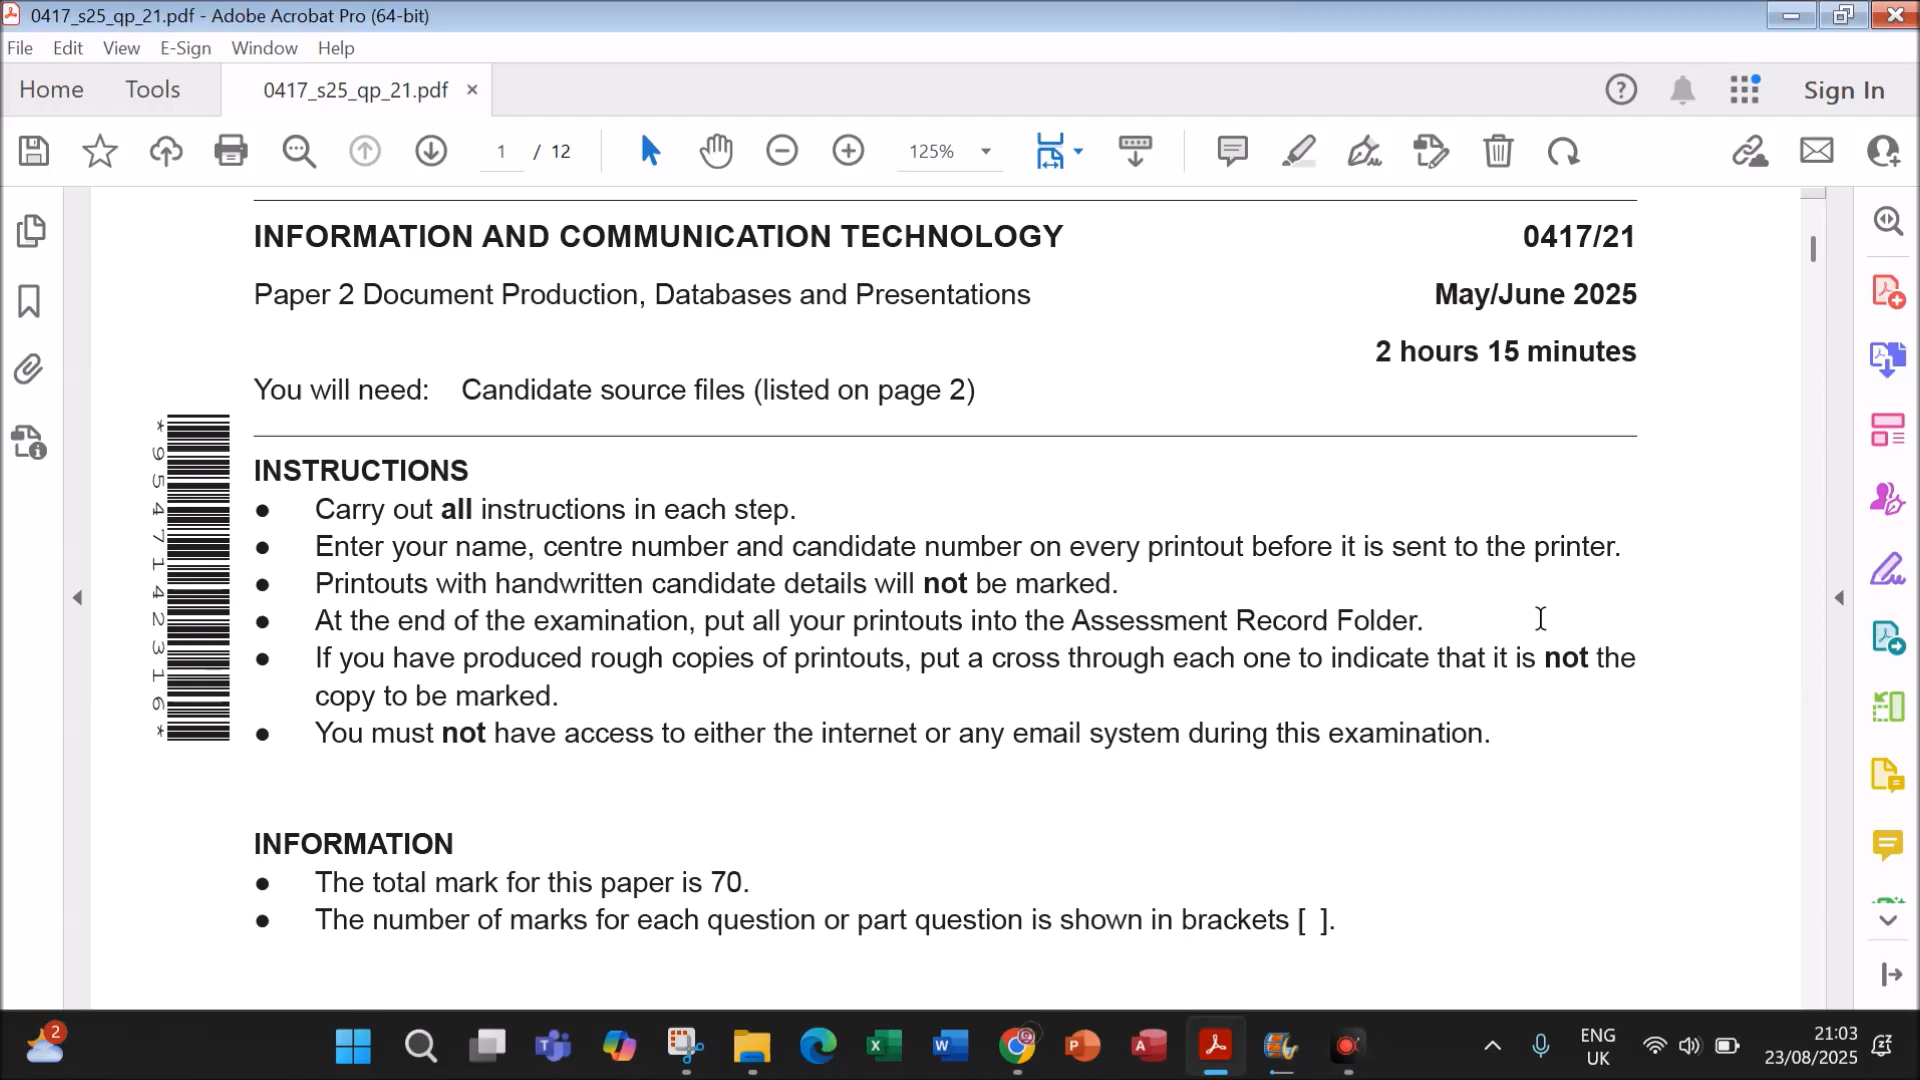 0417_s25_qp_21.pdf - Adobe Acrobat Pro (64-bit)
File Edit View E-Sign Window Help
Home Tools 0417_s25_qp_21.pdf × Sign In
1 / 12 125%
INFORMATION AND COMMUNICATION TECHNOLOGY 0417/21
Paper 2 Document Production, Databases and Presentations May/June 2025
2 hours 15 minutes
You will need: Candidate source files (listed on page 2)
*9547142316*
INSTRUCTIONS
● Carry out all instructions in each step.
● Enter your name, centre number and candidate number on every printout before it is sent to the printer.
● Printouts with handwritten candidate details will not be marked.
● At the end of the examination, put all your printouts into the Assessment Record Folder.
● If you have produced rough copies of printouts, put a cross through each one to indicate that it is not the
copy to be marked.
● You must not have access to either the internet or any email system during this examination.
INFORMATION
● The total mark for this paper is 70.
● The number of marks for each question or part question is shown in brackets [ ].
2
ENG
UK
21:03
23/08/2025